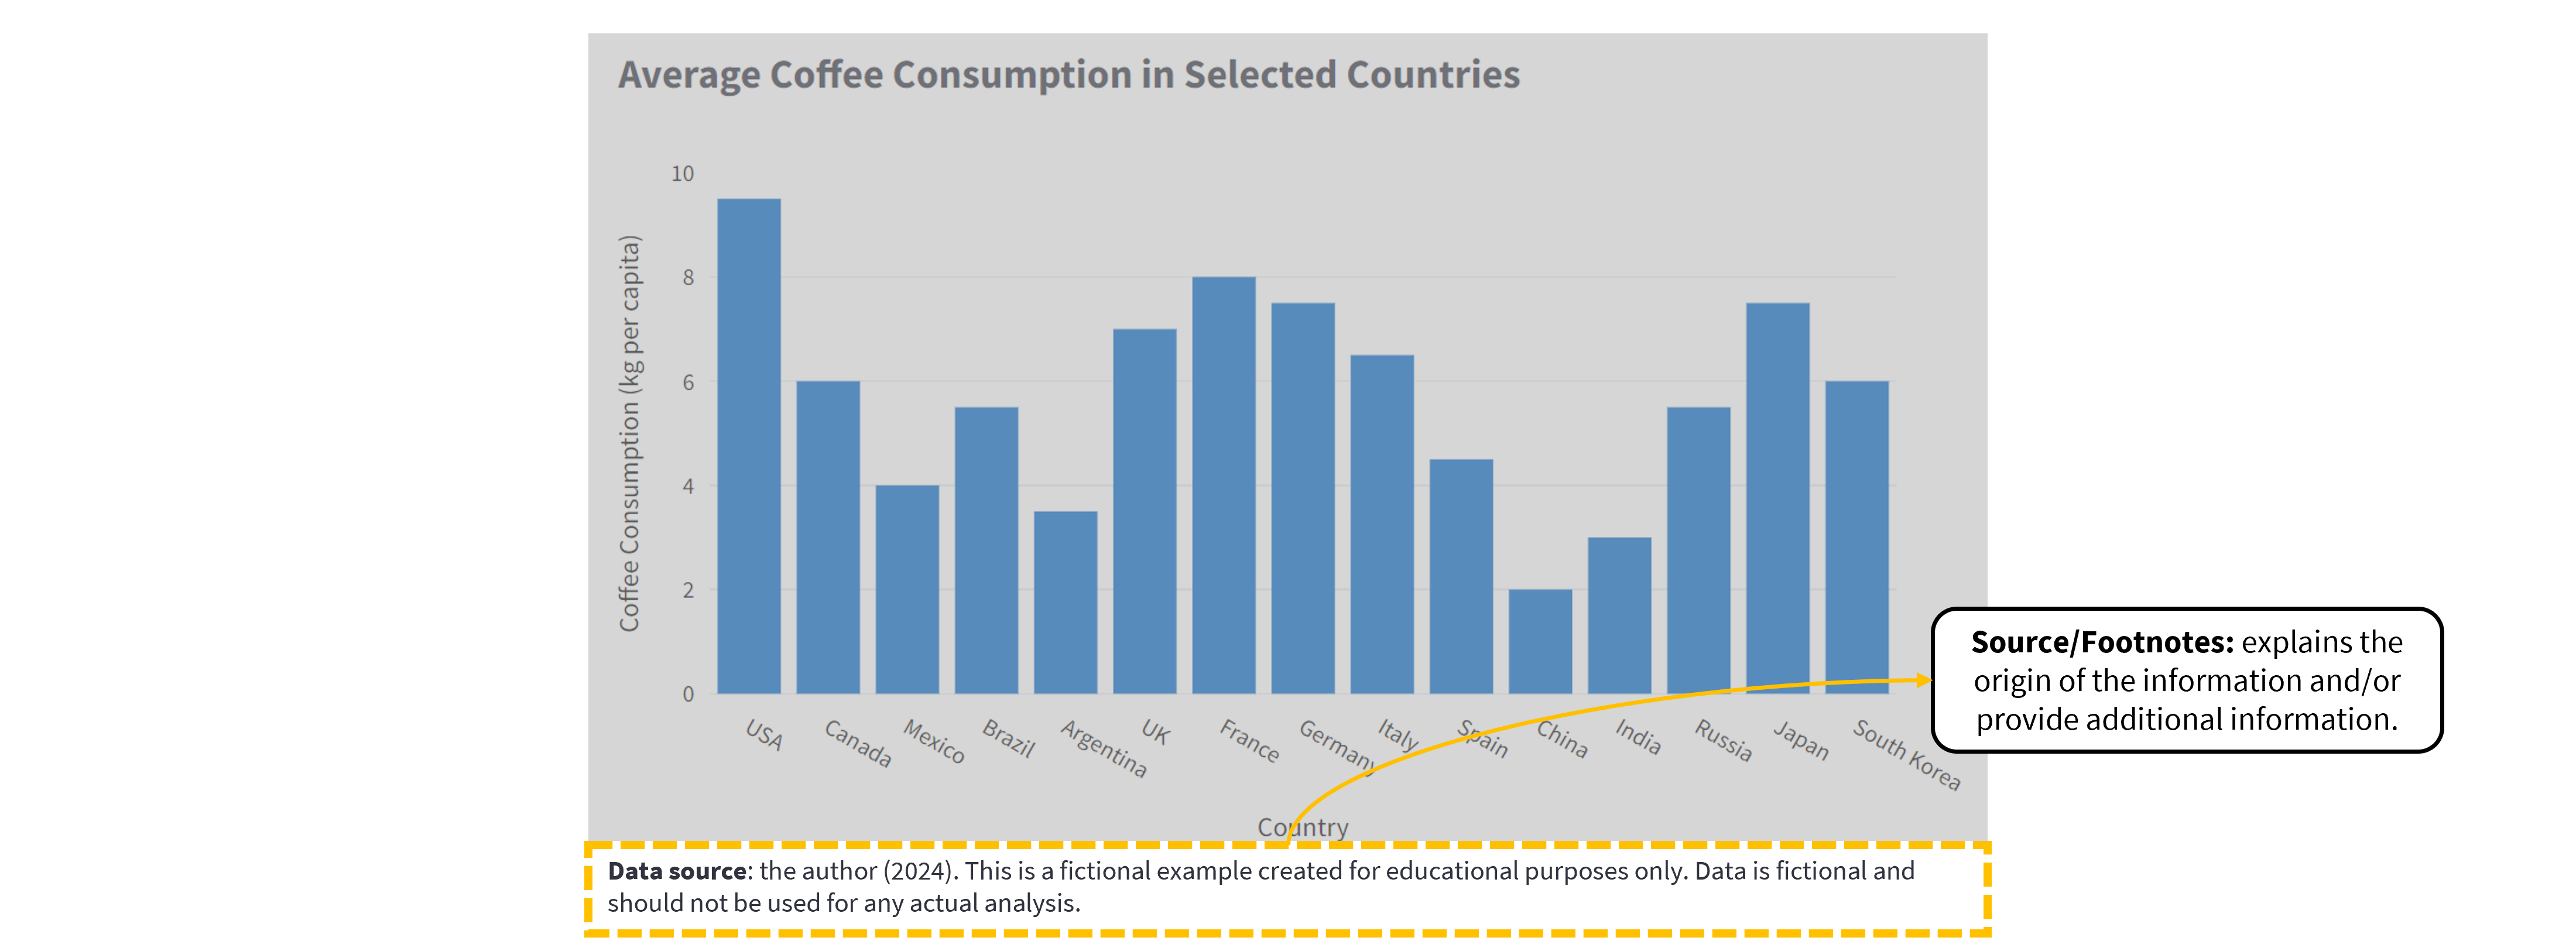 Average Coffee Consumption in Selected Countries
Coffee Consumption (kg per capita)
10
8
6
4
2
0
USA
Canada
Mexico
Brazil
Argentina
UK
France
Germany
Italy
Spain
China
India
Russia
Japan
South Korea
Country
Source/Footnotes: explains the
origin of the information and/or
provide additional information.
Data source: the author (2024). This is a fictional example created for educational purposes only. Data is fictional and
should not be used for any actual analysis.